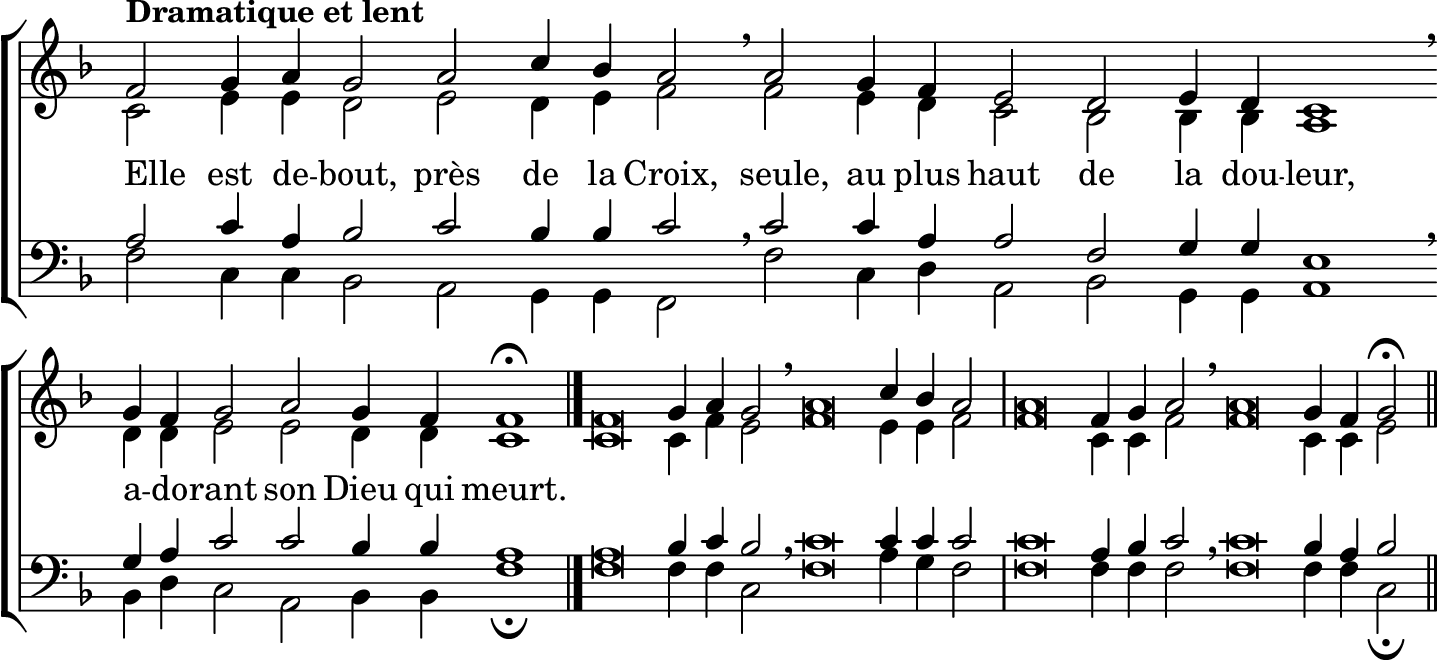 Dramatique et lent
Elle est de-bout, près de la Croix, seule, au plus haut de la dou-leur,
a-dorant son Dieu qui meurt.